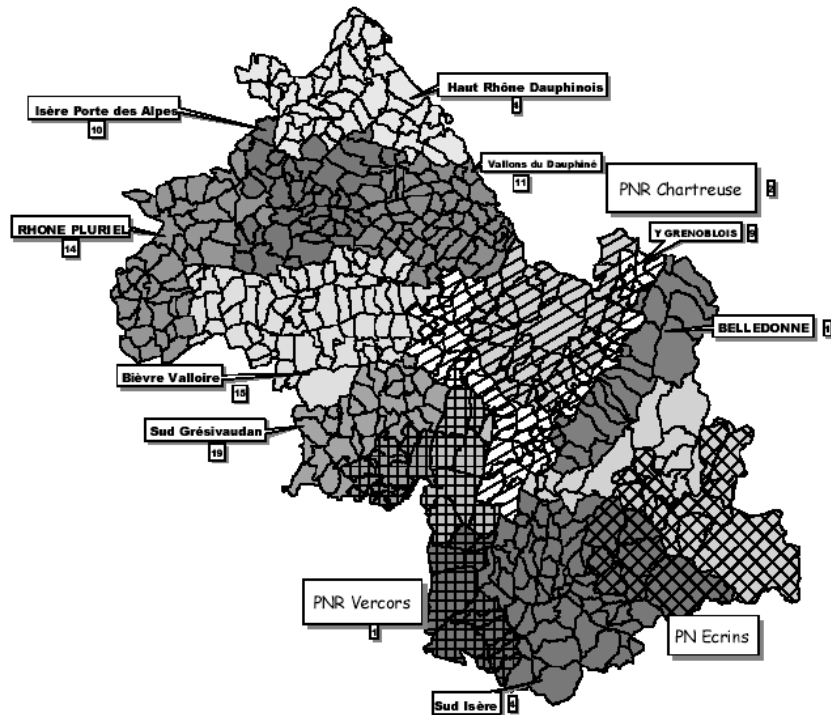 Haut Rhône Dauphinois
Isère Porte des Alpes
10
Vallons du Dauphiné
11
PNR Chartreuse
RHONE PLURIEL
14
Y GRENOBLOIS
BELLEDONNE
Bièvre Valloire
15
Sud Grésivaudan
19
PNR Vercors
1
PN Ecrins
Sud Isère